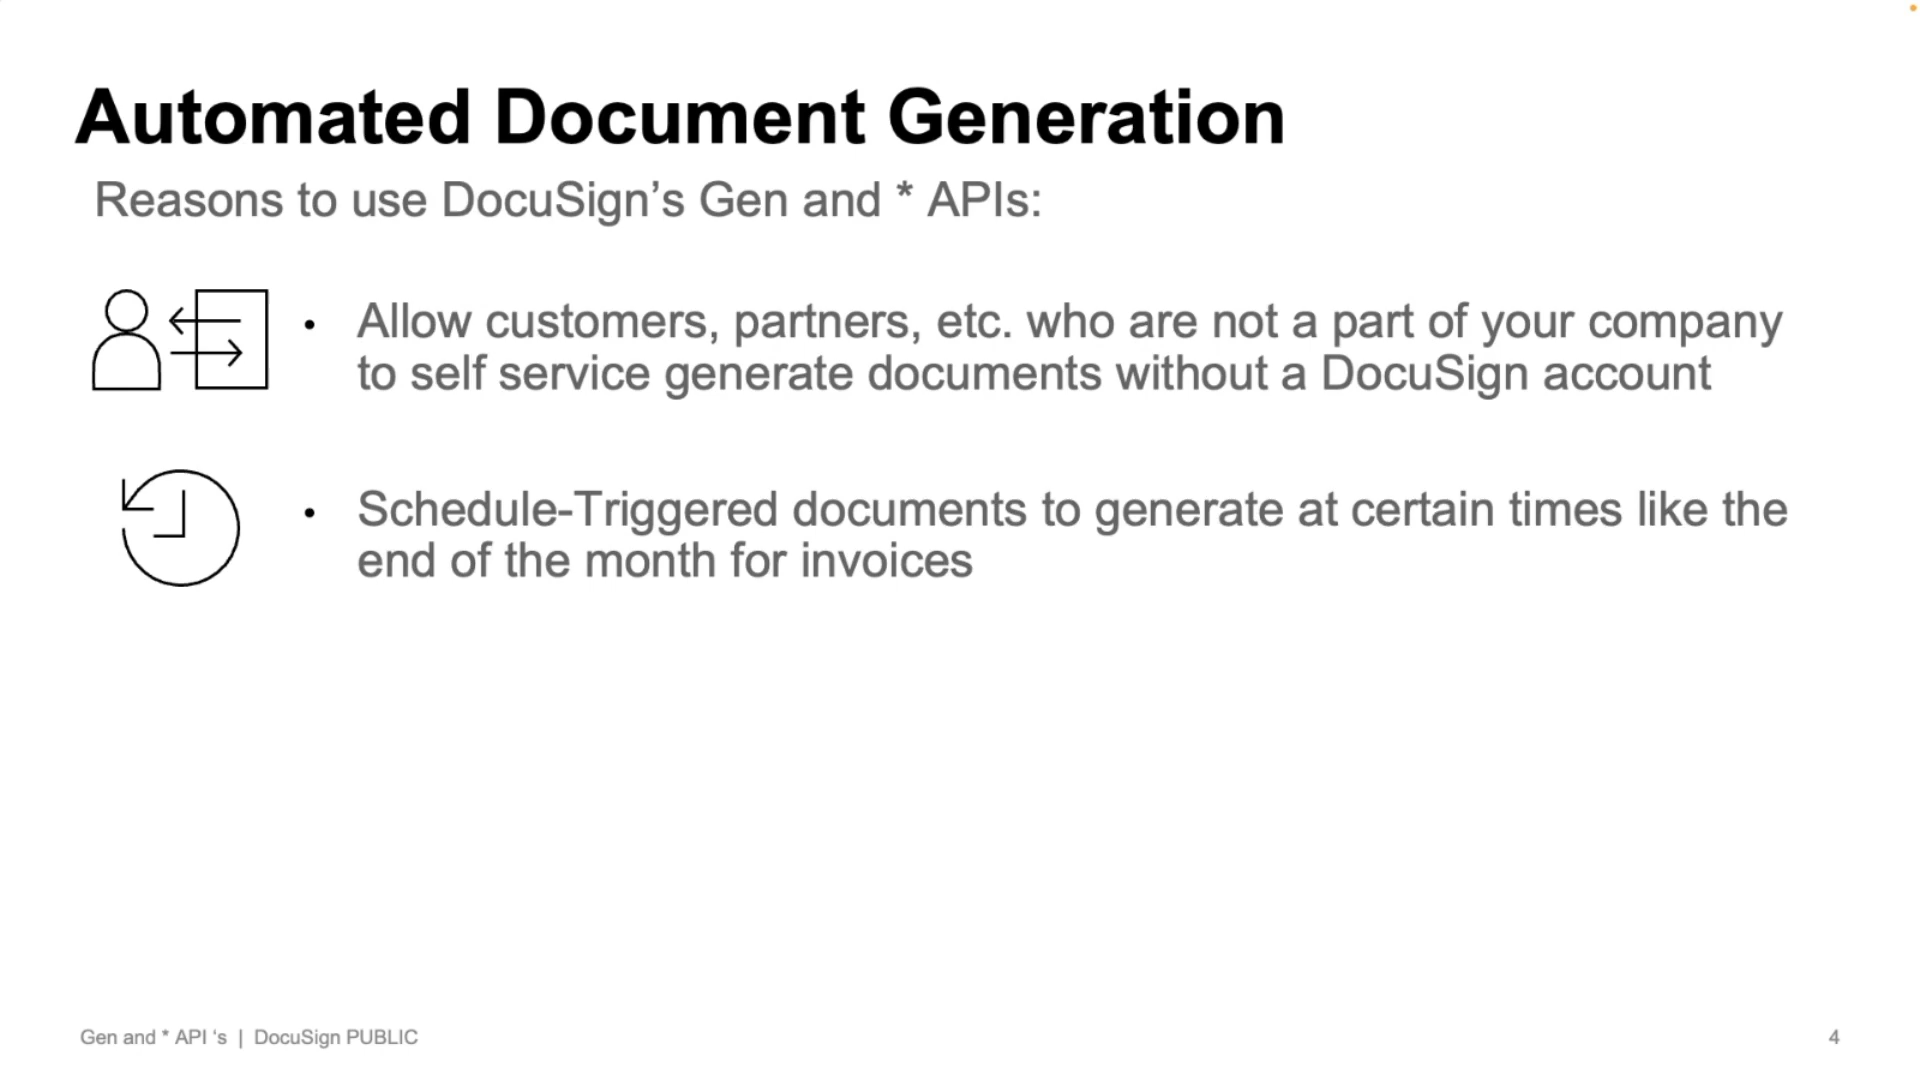 Automated Document Generation
Reasons to use DocuSign’s Gen and * APIs:
• Allow customers, partners, etc. who are not a part of your company
to self service generate documents without a DocuSign account
• Schedule-Triggered documents to generate at certain times like the
end of the month for invoices
Gen and * API ‘s | DocuSign PUBLIC
4